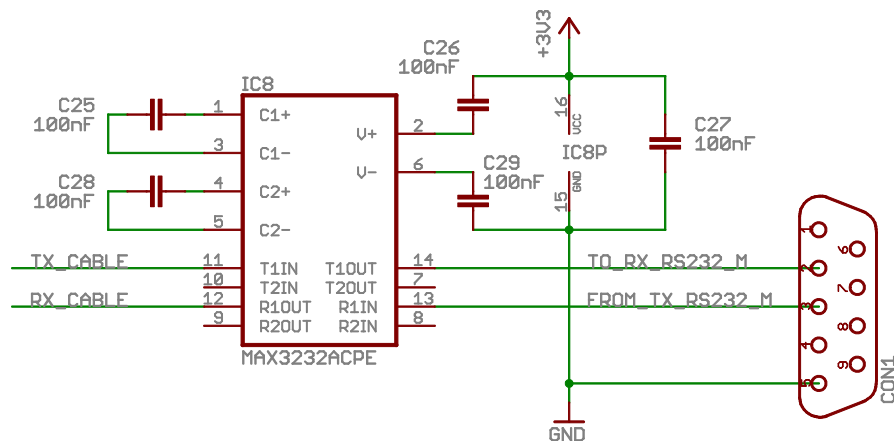 +3V3
C26
100nF
IC8
C25
100nF
1
C1+
16
VCC
C27
100nF
V+
2
3
C1-
IC8P
C28
100nF
4
C2+
V-
6
C29
100nF
GND
15
5
C2-
1
6
TX_CABLE
11
T1IN
T1OUT
14
TO_RX_RS232_M
2
10
T2IN
T2OUT
7
7
RX_CABLE
12
R1OUT
R1IN
13
FROM_TX_RS232_M
3
9
R2OUT
R2IN
8
8
4
MAX3232ACPE
9
5
CON1
GND